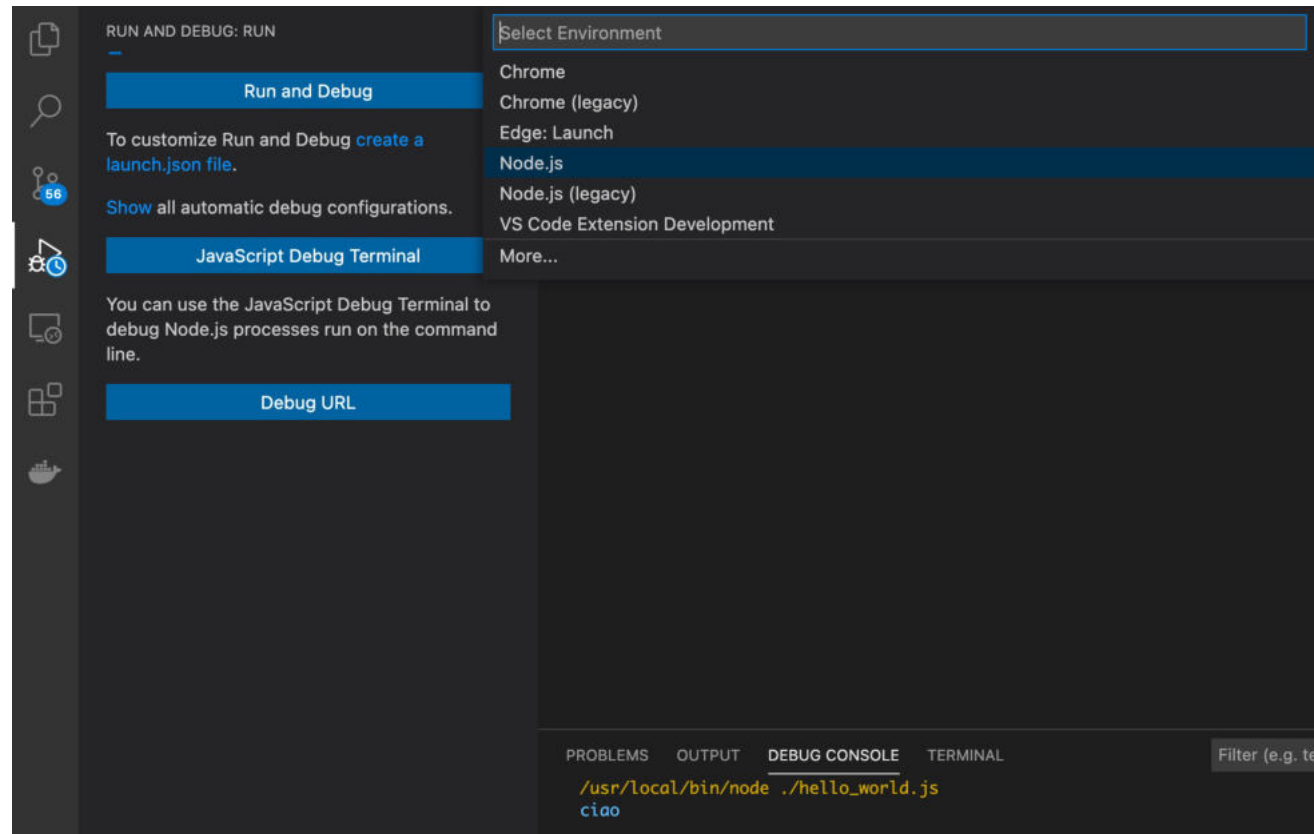 RUN AND DEBUG: RUN
Run and Debug
To customize Run and Debug create a
launch.json file.
Show all automatic debug configurations.
JavaScript Debug Terminal
You can use the JavaScript Debug Terminal to
debug Node.js processes run on the command
line.
Debug URL
56
Select Environment
Chrome
Chrome (legacy)
Edge: Launch
Node.js
Node.js (legacy)
VS Code Extension Development
More...
PROBLEMS OUTPUT DEBUG CONSOLE TERMINAL Filter (e.g. te
/usr/local/bin/node ./hello_world.js
ciao